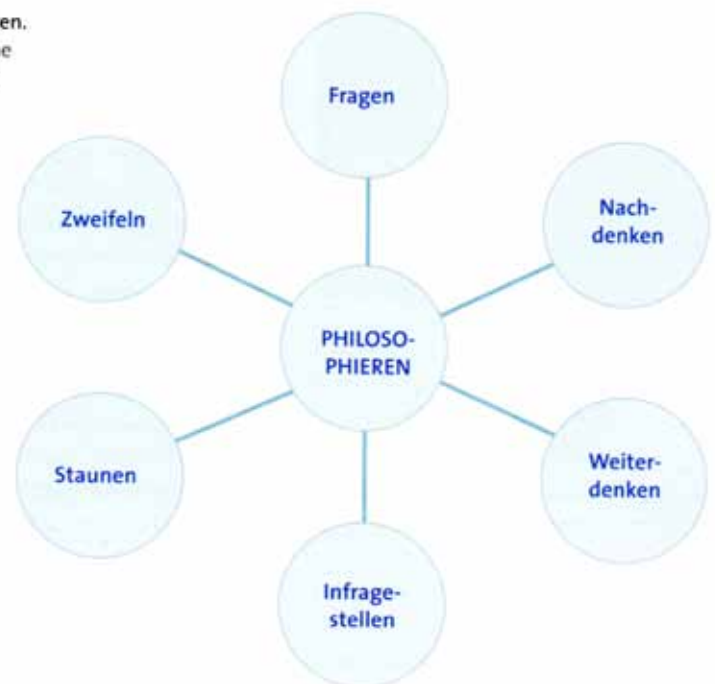 en.
e
Fragen
Zweifeln
Nach-
denken
PHILOSO-
PHIEREN
Staunen
Weiter-
denken
Infrage-
stellen